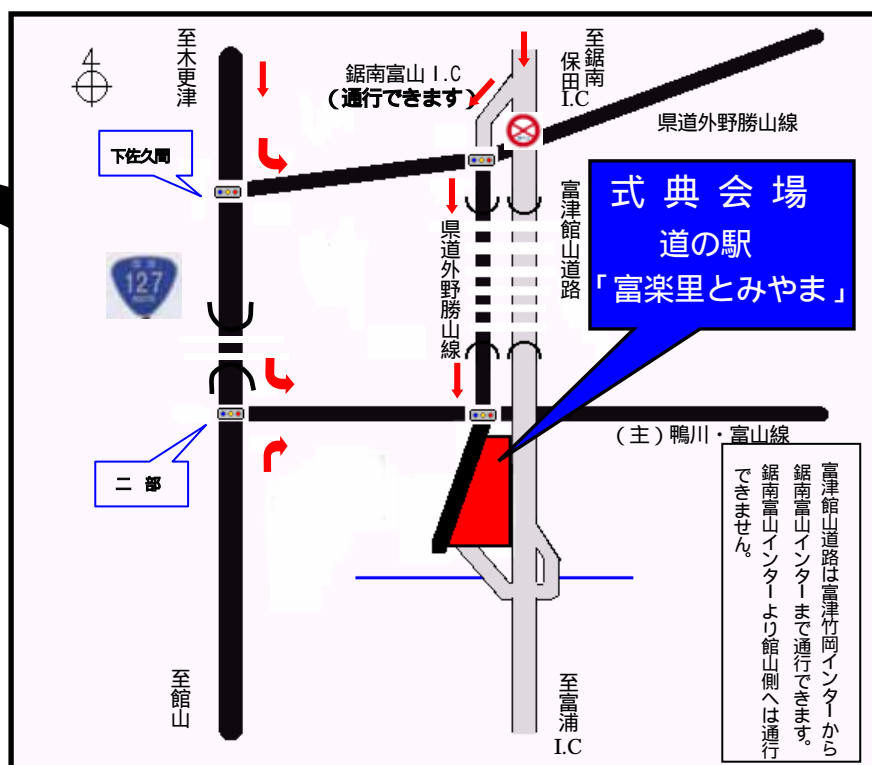 4
至木更津
鋸南富山I.C
(通行できます)
至鋸南
保田
I.C
県道外野勝山線
下佐久間
式典会場
道の駅
「富楽里とみやま」
富津館山道路
県道外野勝山線
127
(主)鴨川・富山線
二部
富津館山道路は富津竹岡インターから
鋸南富山インターまで通行できます。
鋸南富山インターより館山側へは通行
できません。
至館山
至富浦
I.C